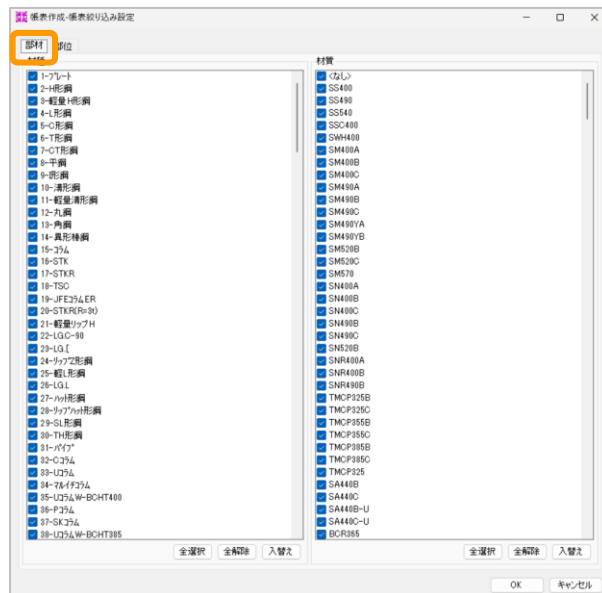 帳表作成-帳表絞り込み設定
部材 部位
材種
1-プレート
2-H形鋼
3-軽量H形鋼
4-L形鋼
5-C形鋼
6-T形鋼
7-CT形鋼
8-平鋼
9-I形鋼
10-溝形鋼
11-軽量溝形鋼
12-丸鋼
13-角鋼
14-異形棒鋼
15-コラム
16-STK
17-STKR
18-TSC
19-JFEコラムER
20-STKR(R=3t)
21-軽量リップH
22-LG.C-90
23-LG.[
24-リップZ形鋼
25-軽L形鋼
26-LG.L
27-ハット形鋼
28-リップハット形鋼
29-SL形鋼
30-TH形鋼
31-パイプ
32-Cコラム
33-Uコラム
34-マルイチコラム
35-UコラムW-BCHT400
36-Pコラム
37-SKコラム
38-UコラムW-BCHT385
全選択 全解除 入替え
材質
<なし>
SS400
SS490
SS540
SSC400
SWH400
SM400A
SM400B
SM400C
SM490A
SM490B
SM490C
SM490YA
SM490YB
SM520B
SM520C
SM570
SN400A
SN400B
SN400C
SN490B
SN490C
SN520B
SNR400A
SNR400B
SNR490B
TMCP325B
TMCP325C
TMCP355B
TMCP355C
TMCP385B
TMCP385C
TMCP325
SA440B
SA440C
SA440B-U
SA440C-U
BCR365
全選択 全解除 入替え
OK キャンセル